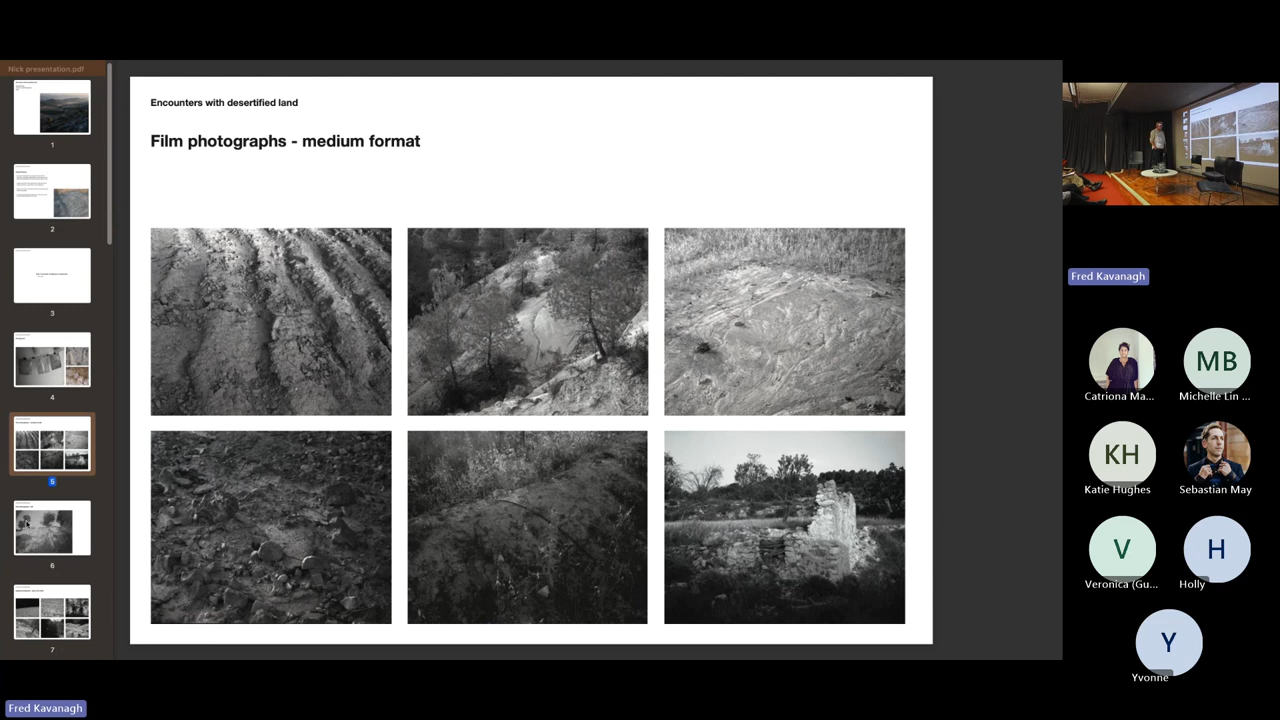 Nick presentation.pdf
1
2
3
4
5
6
7
Encounters with desertified land
Film photographs - medium format
Fred Kavanagh
Catriona Ma...
MB
Michelle Lin ...
KH
Katie Hughes
Sebastian May
V
Veronica (Gu...
H
Holly
Y
Yvonne
Fred Kavanagh